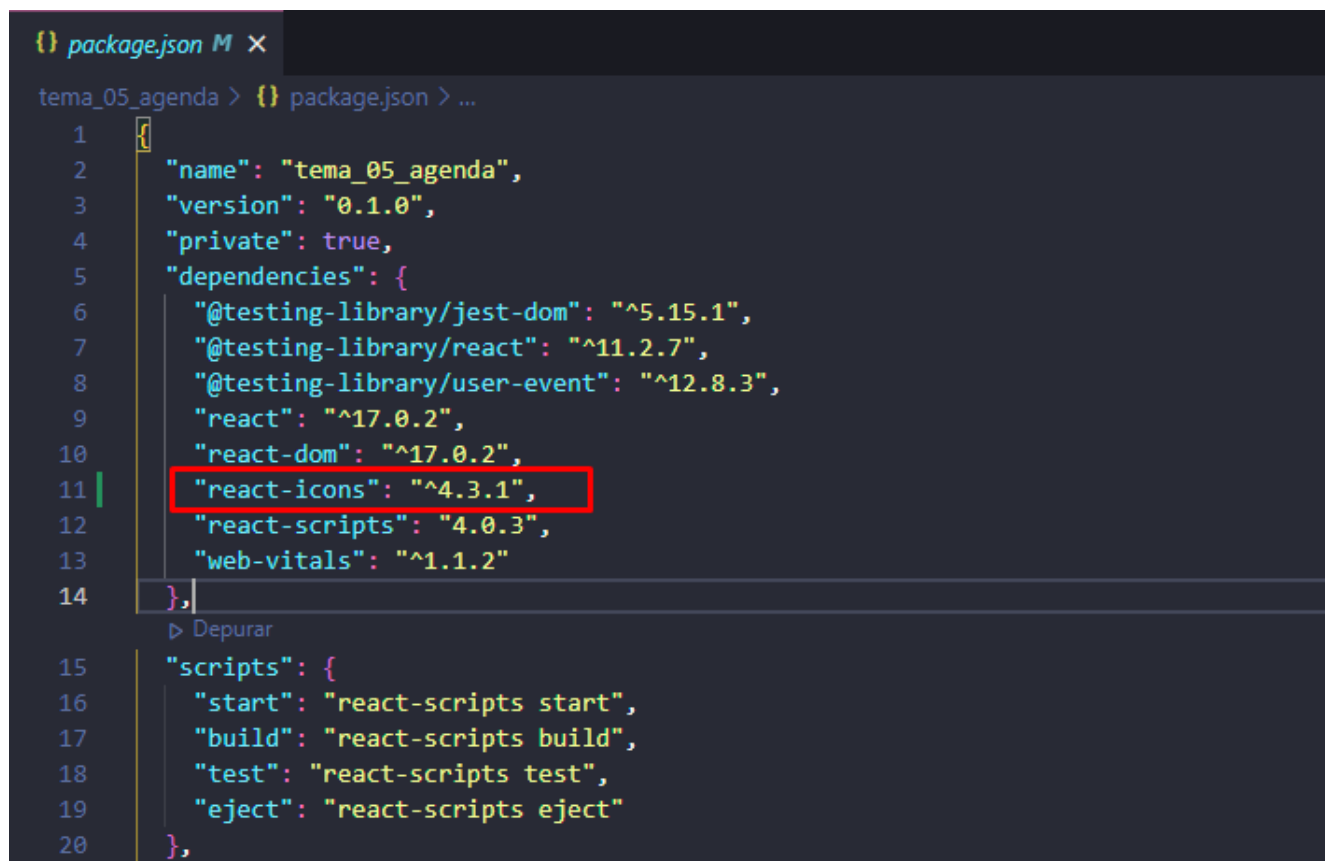 {} package.json M ×
tema_05_agenda > {} package.json > ...
1 {
2 "name": "tema_05_agenda",
3 "version": "0.1.0",
4 "private": true,
5 "dependencies": {
6 "@testing-library/jest-dom": "^5.15.1",
7 "@testing-library/react": "^11.2.7",
8 "@testing-library/user-event": "^12.8.3",
9 "react": "^17.0.2",
10 "react-dom": "^17.0.2",
11 "react-icons": "^4.3.1",
12 "react-scripts": "4.0.3",
13 "web-vitals": "^1.1.2"
14 },
Depurar
15 "scripts": {
16 "start": "react-scripts start",
17 "build": "react-scripts build",
18 "test": "react-scripts test",
19 "eject": "react-scripts eject"
20 },